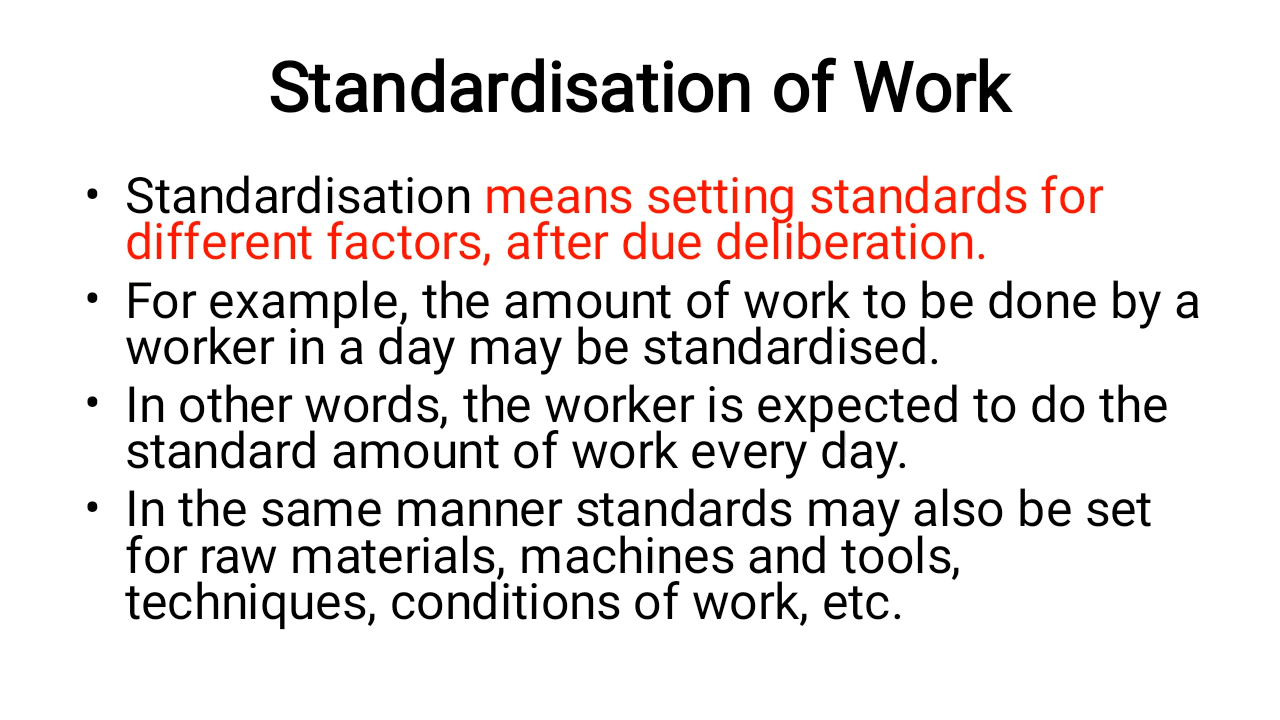 Standardisation of Work
• Standardisation means setting standards for
different factors, after due deliberation.
• For example, the amount of work to be done by a
worker in a day may be standardised.
• In other words, the worker is expected to do the
standard amount of work every day.
• In the same manner standards may also be set
for raw materials, machines and tools,
techniques, conditions of work, etc.